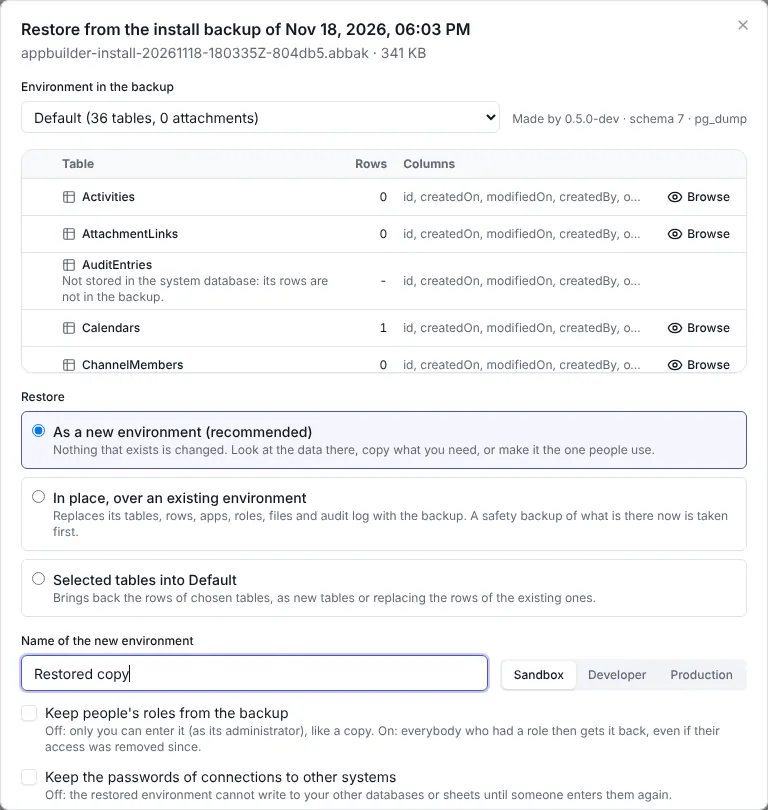 Restore from the install backup of Nov 18, 2026, 06:03 PM
appbuilder-install-20261118-180335Z-804db5.abbak · 341 KB
Environment in the backup
Default (36 tables, 0 attachments)
Made by 0.5.0-dev · schema 7 · pg_dump
Table Rows Columns
Activities 0 id, createdOn, modifiedOn, createdBy, o... Browse
AttachmentLinks 0 id, createdOn, modifiedOn, createdBy, o... Browse
AuditEntries
Not stored in the system database: its rows are - id, createdOn, modifiedOn, createdBy, o...
not in the backup.
Calendars 1 id, createdOn, modifiedOn, createdBy, o... Browse
ChannelMembers 0 id, createdOn, modifiedOn, createdBy, o... Browse
Restore
As a new environment (recommended)
Nothing that exists is changed. Look at the data there, copy what you need, or make it the one people use.
In place, over an existing environment
Replaces its tables, rows, apps, roles, files and audit log with the backup. A safety backup of what is there now is taken
first.
Selected tables into Default
Brings back the rows of chosen tables, as new tables or replacing the rows of the existing ones.
Name of the new environment
Restored copy
Sandbox Developer Production
Keep people's roles from the backup
Off: only you can enter it (as its administrator), like a copy. On: everybody who had a role then gets it back, even if their
access was removed since.
Keep the passwords of connections to other systems
Off: the restored environment cannot write to your other databases or sheets until someone enters them again.